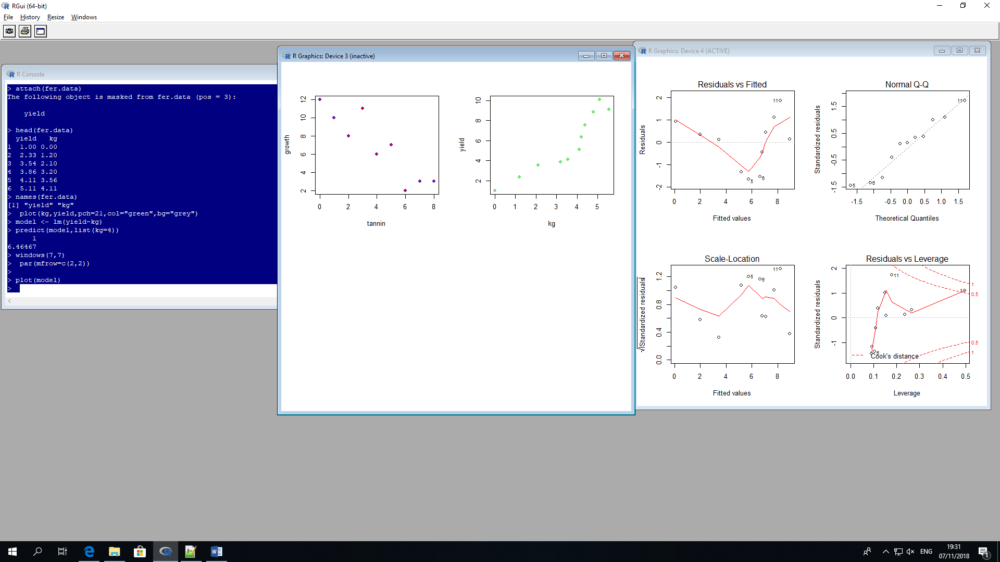 RGui (64-bit)
File History Resize Windows
R Console
> attach(fer.data)
The following object is masked from fer.data (pos = 3):
yield
> head(fer.data)
yield kg
1 1.00 0.00
2 2.33 1.20
3 3.54 2.10
4 3.86 3.20
5 4.11 3.56
6 5.11 4.11
> names(fer.data)
[1] "yield" "kg"
> plot(kg,yield,pch=21,col="green",bg="grey")
> model <- lm(yield~kg)
> predict(model,list(kg=4))
1
6.46467
> windows(7,7)
> par(mfrow=c(2,2))
>
> plot(model)
>
R Graphics: Device 3 (inactive)
growth
12
10
8
6
4
2
0 2 4 6 8
tannin
yield
10
8
6
4
2
0 1 2 3 4 5
kg
R Graphics: Device 4 (ACTIVE)
Residuals vs Fitted
Residuals
2
1
0
-1
-2
11
5
6
0 2 4 6 8
Fitted values
Normal Q-Q
Standardized residuals
1.5
0.5
-0.5
-1.5
11
5
6
-1.5 -0.5 0.0 0.5 1.0 1.5
Theoretical Quantiles
Scale-Location
√|Standardized residuals|
1.2
0.8
0.4
0.0
11
5
6
0 2 4 6 8
Fitted values
Residuals vs Leverage
Standardized residuals
2
1
0
-1
11
1
6
1
0.5
0.5
1
Cook's distance
0.0 0.1 0.2 0.3 0.4 0.5
Leverage
ENG
19:31
07/11/2018
1